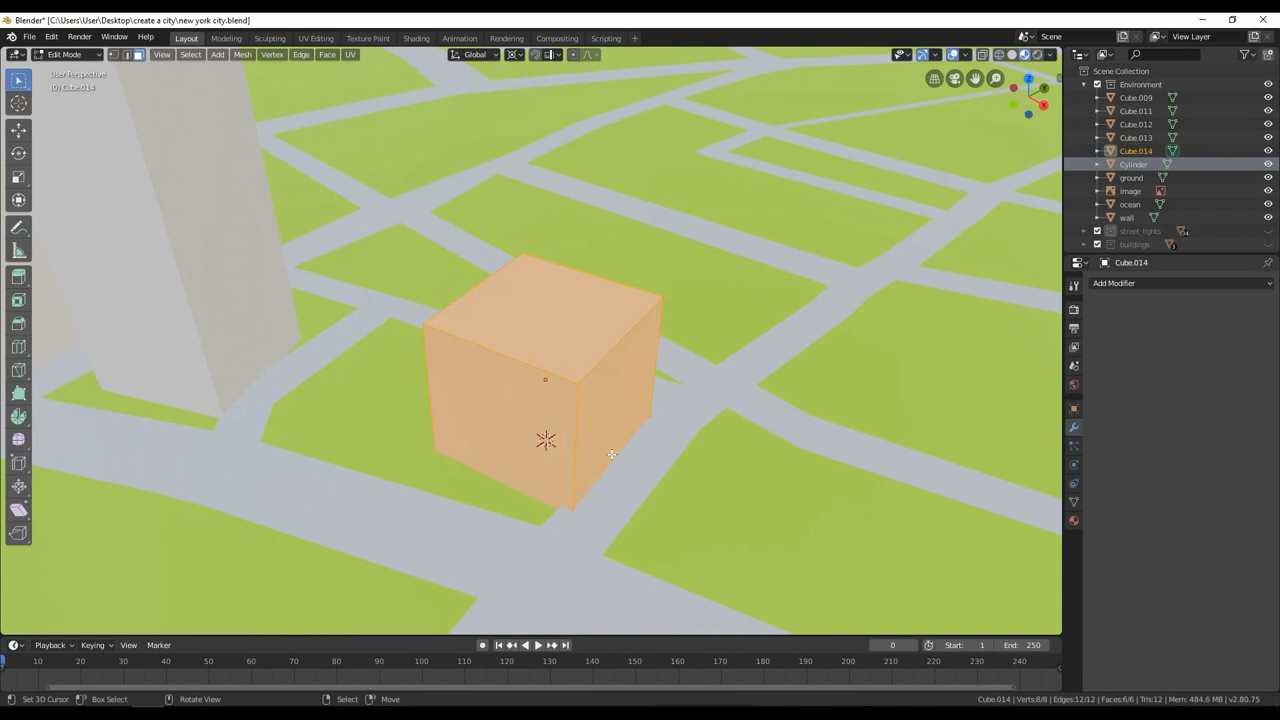 Blender* [C:\Users\User\Desktop\create a city\new york city.blend]
File Edit Render Window Help Layout Modeling Sculpting UV Editing Texture Paint Shading Animation Rendering Compositing Scripting + Scene View Layer
Edit Mode View Select Add Mesh Vertex Edge Face UV Global
User Perspective
(0) Cube.014
Z
Y
X
Scene Collection
Environment
Cube.009
Cube.011
Cube.012
Cube.013
Cube.014
Cylinder
ground
image
ocean
wall
street_lights
buildings
Cube.014
Add Modifier
Playback Keying View Marker 0 Start: 1 End: 250
10 20 30 40 50 60 70 80 90 100 110 120 130 140 150 160 170 180 190 200 210 220 230 240
Set 3D Cursor Box Select Rotate View Select Move Cube.014 | Verts:8/8 | Edges:12/12 | Faces:6/6 | Tris:12 | Mem: 484.6 MB | v2.80.75